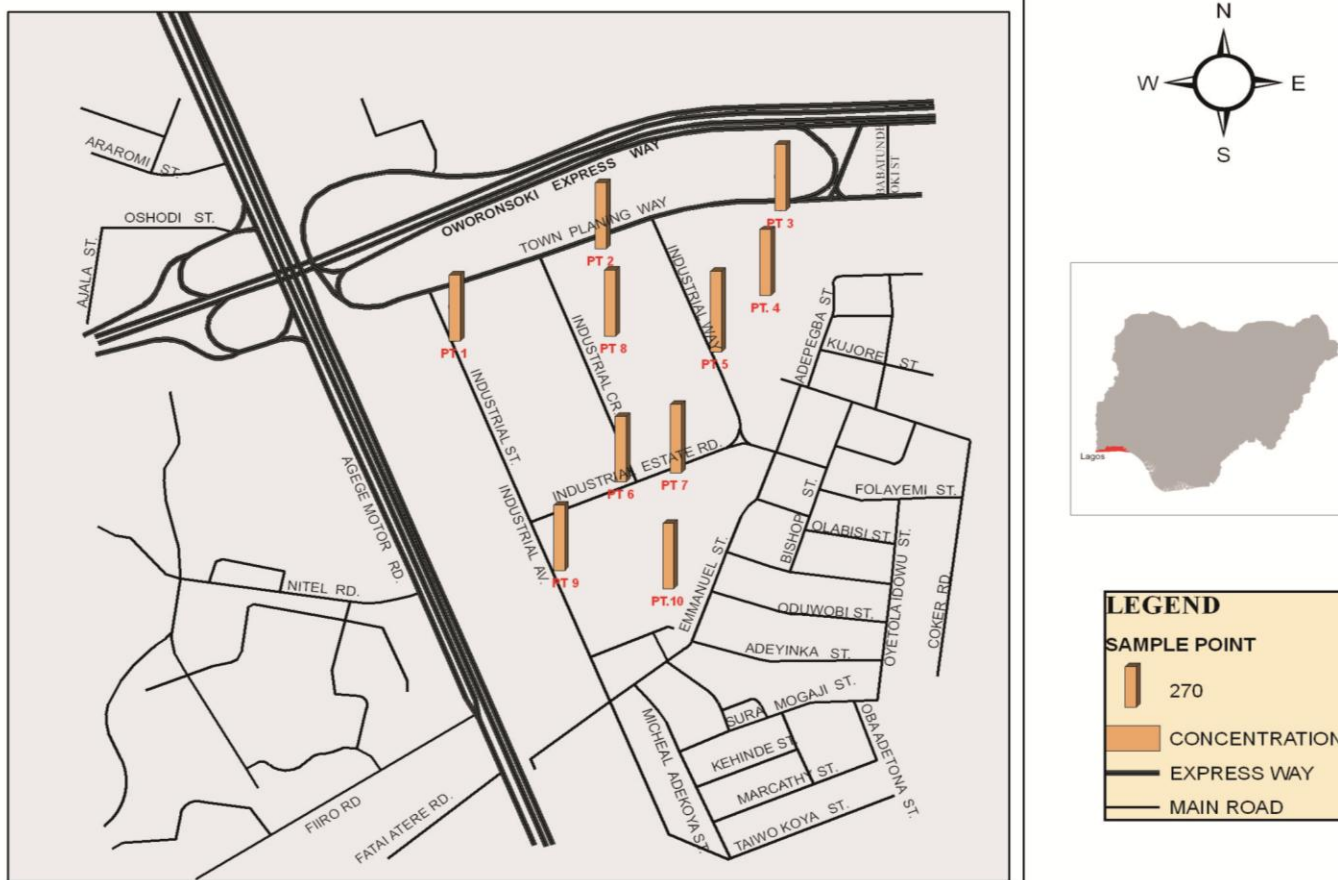 N
W
E
S
ARAROMI ST.
OSHODI ST.
AJALA ST.
OWORONSOKI EXPRESS WAY
TOWN PLANING WAY
BABATUNDE
OKI ST
PT 3
PT 2
PT. 4
PT 1
PT 8
PT 5
INDUSTRIAL WAY
INDUSTRIAL CR
INDUSTRIAL ST.
ADEPEGBA ST.
KUJORE ST
INDUSTRIAL ESTATE RD.
PT 6
PT 7
INDUSTRIAL AV.
PT 9
PT.10
AGEGE MOTOR RD.
NITEL RD.
FOLAYEMI ST.
BISHOP ST.
OLABISI ST.
EMMANUEL ST.
ODUWOBI ST.
OYETOLA IDOWU ST.
COKER RD.
ADEYINKA ST.
SURA MOGAJI ST.
OBA ADETONA ST.
MICHEAL ADEKOYA ST.
KEHINDE ST.
MARCATHY ST.
TAIWO KOYA ST.
FIIRO RD
FATAI ATERE RD.
Lagos
LEGEND
SAMPLE POINT
270
CONCENTRATION
EXPRESS WAY
MAIN ROAD